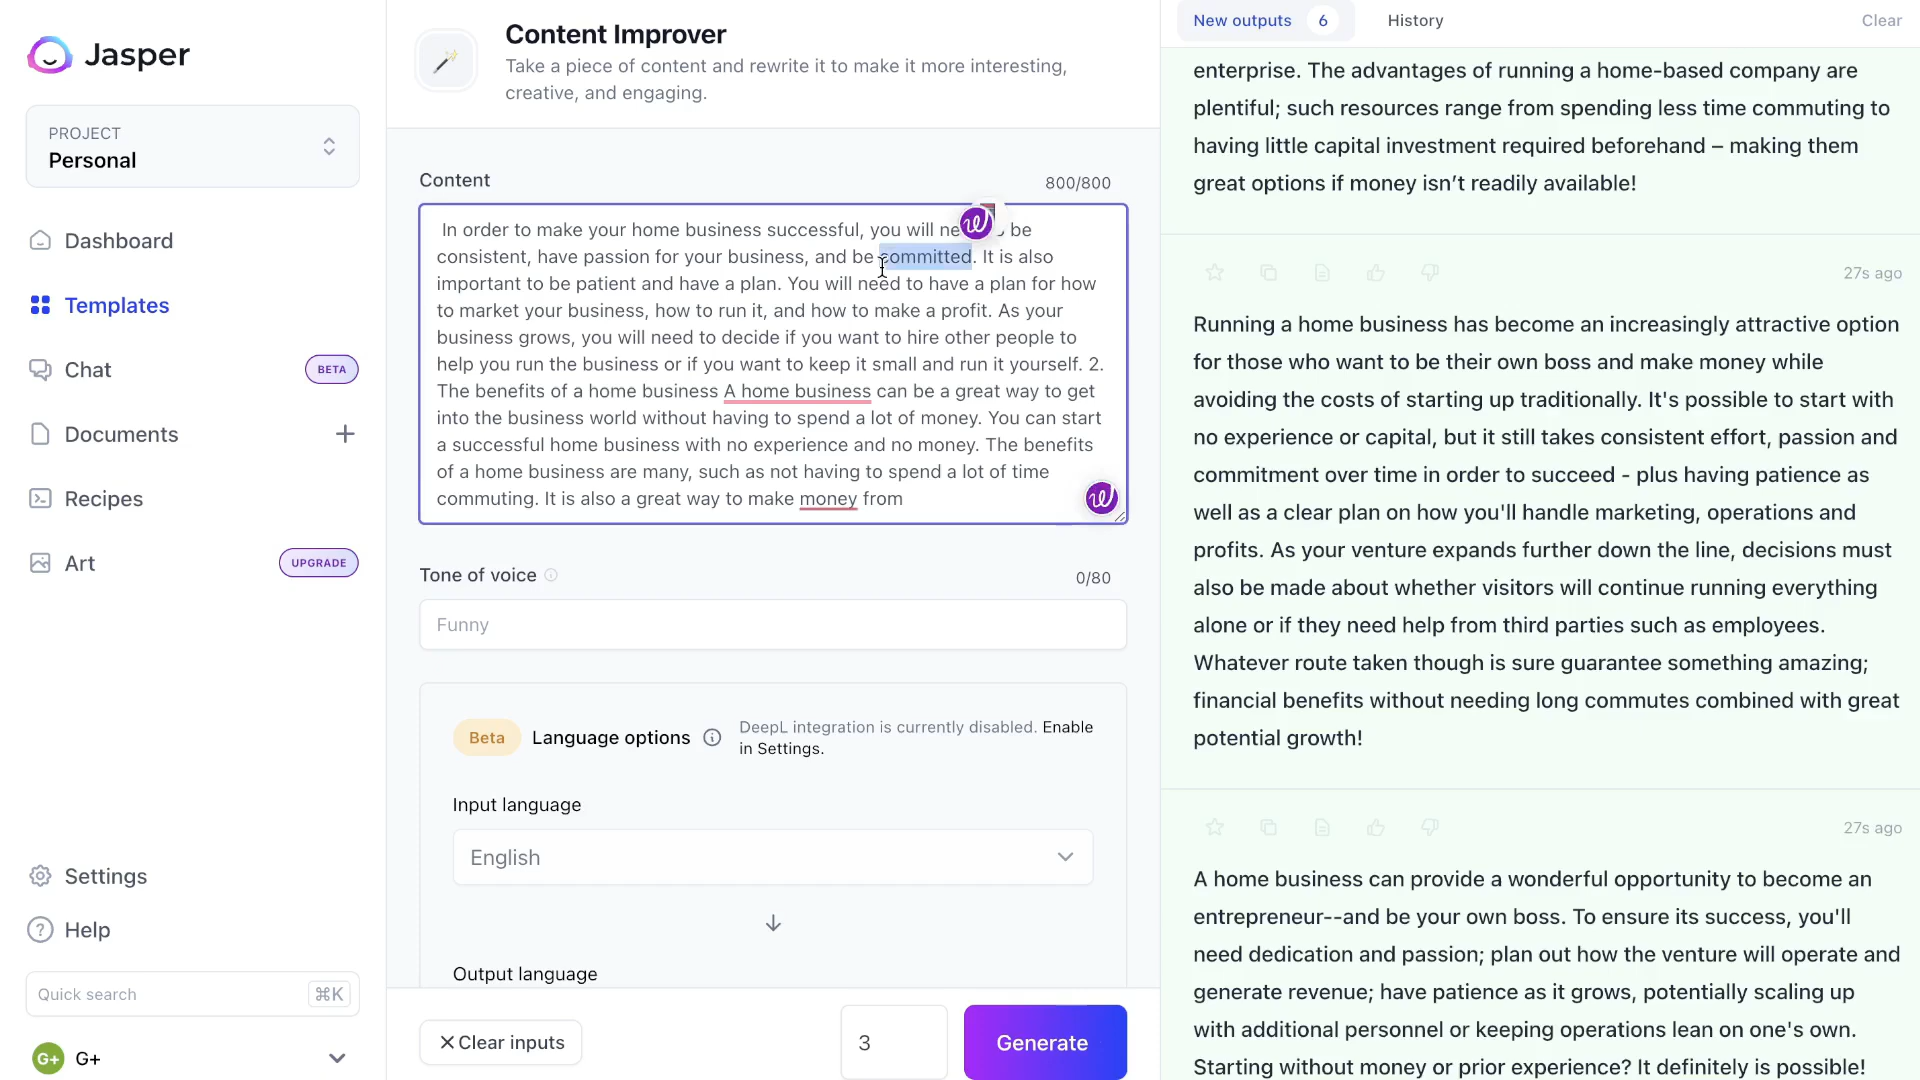 Jasper
PROJECT
Personal
Dashboard
Templates
Chat
BETA
Documents
Recipes
Art
UPGRADE
Settings
Help
Quick search
⌘K
G+
G+
Content Improver
Take a piece of content and rewrite it to make it more interesting,
creative, and engaging.
Content
800/800
In order to make your home business successful, you will be
consistent, have passion for your business, and be committed. It is also
important to be patient and have a plan. You will need to have a plan for how
to market your business, how to run it, and how to make a profit. As your
business grows, you will need to decide if you want to hire other people to
help you run the business or if you want to keep it small and run it yourself. 2.
The benefits of a home business A home business can be a great way to get
into the business world without having to spend a lot of money. You can start
a successful home business with no experience and no money. The benefits
of a home business are many, such as not having to spend a lot of time
commuting. It is also a great way to make money from
Tone of voice
0/80
Funny
Beta
Language options
DeepL integration is currently disabled. Enable
in Settings.
Input language
English
Output language
Clear inputs
3
Generate
New outputs 6
History
Clear
enterprise. The advantages of running a home-based company are
plentiful; such resources range from spending less time commuting to
having little capital investment required beforehand – making them
great options if money isn’t readily available!
27s ago
Running a home business has become an increasingly attractive option
for those who want to be their own boss and make money while
avoiding the costs of starting up traditionally. It's possible to start with
no experience or capital, but it still takes consistent effort, passion and
commitment over time in order to succeed - plus having patience as
well as a clear plan on how you'll handle marketing, operations and
profits. As your venture expands further down the line, decisions must
also be made about whether visitors will continue running everything
alone or if they need help from third parties such as employees.
Whatever route taken though is sure guarantee something amazing;
financial benefits without needing long commutes combined with great
potential growth!
27s ago
A home business can provide a wonderful opportunity to become an
entrepreneur--and be your own boss. To ensure its success, you'll
need dedication and passion; plan out how the venture will operate and
generate revenue; have patience as it grows, potentially scaling up
with additional personnel or keeping operations lean on one's own.
Starting without money or prior experience? It definitely is possible!